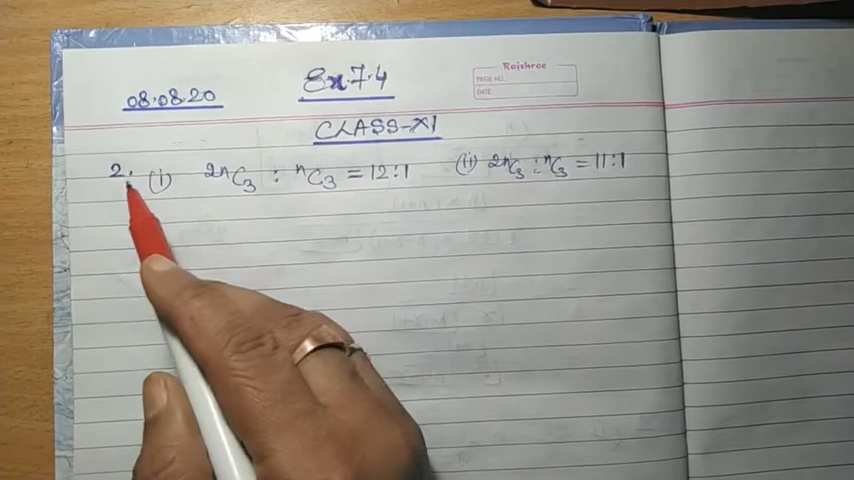 08.08.20 Ex.7.4
Rajshree
PAGE NO.
DATE
CLASS-XI
2. (i) ²ⁿC₃ : ⁿC₃ = 12:1 (ii) ²ⁿC₃ : ⁿC₃ = 11:1